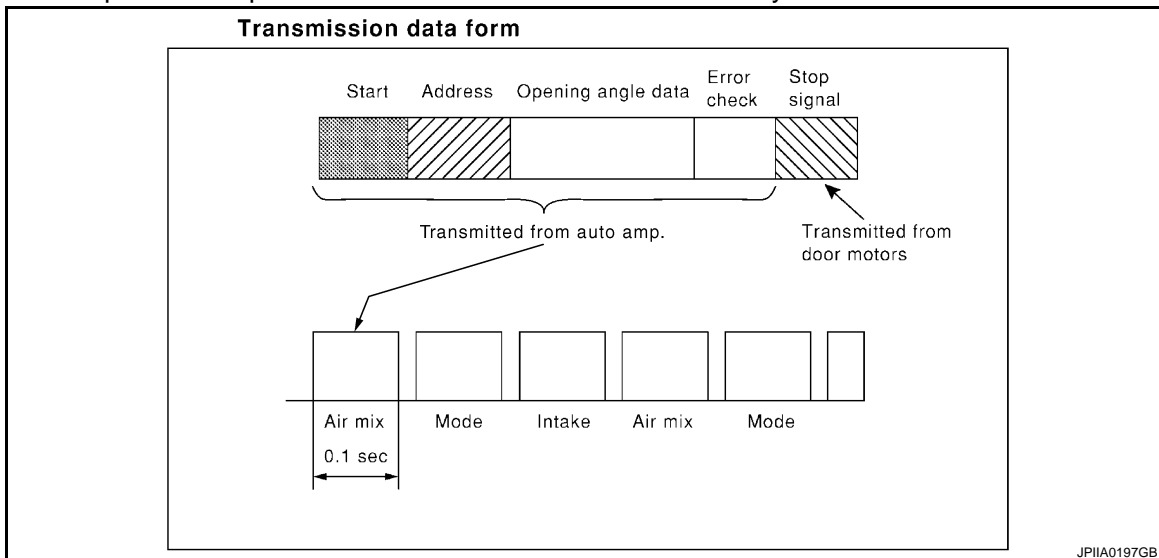 Transmission data form
Start Address Opening angle data Error check Stop signal
Transmitted from auto amp.
Transmitted from door motors
Air mix Mode Intake Air mix Mode
0.1 sec
JPIIA0197GB